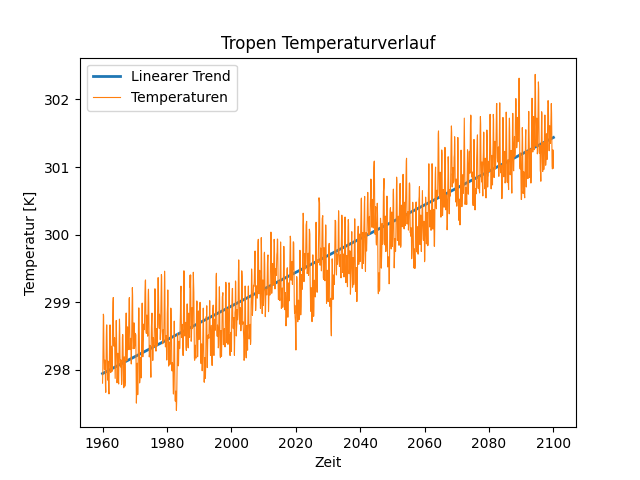 Tropen Temperaturverlauf
Linearer Trend
Temperaturen
302
301
300
299
298
Temperatur [K]
1960 1980 2000 2020 2040 2060 2080 2100
Zeit